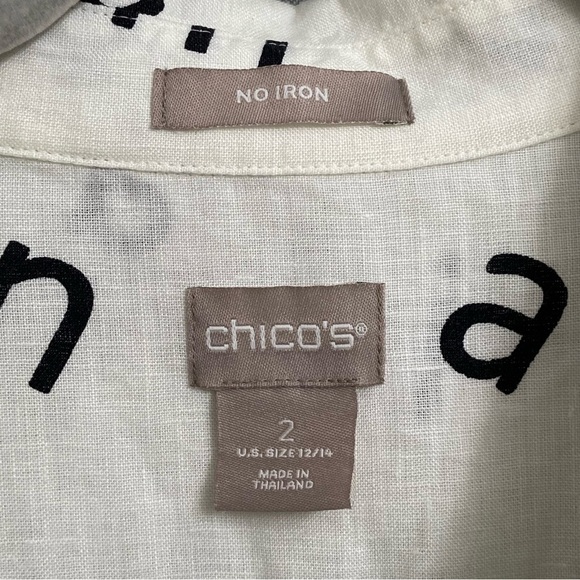 NO IRON
n
a
chico's®
2
U.S. SIZE 12/14
MADE IN
THAILAND